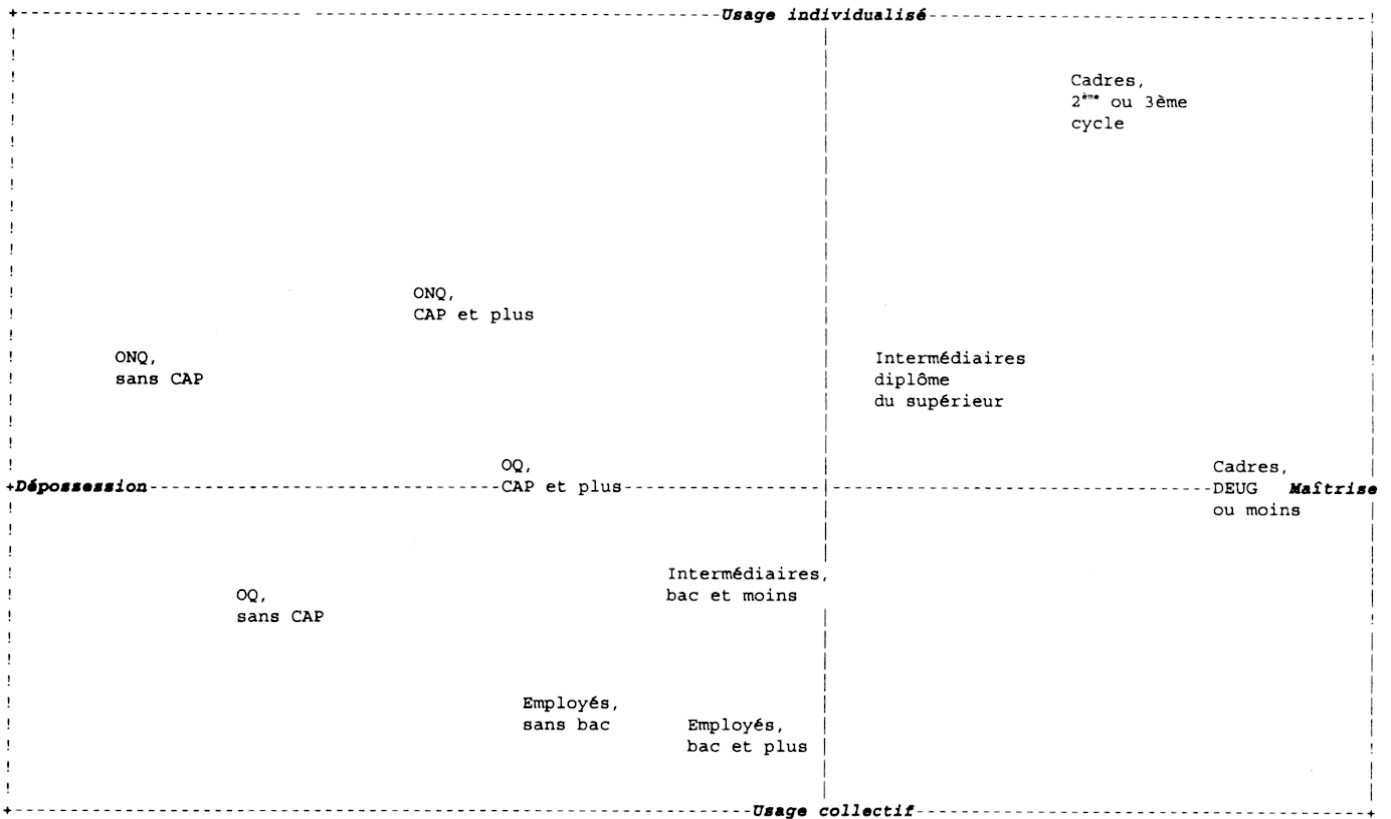 Usage individualisé
Cadres,
2ème ou 3ème
cycle
ONQ,
CAP et plus
ONQ,
sans CAP
Intermédiaires
diplôme
du supérieur
OQ,
CAP et plus
Cadres,
DEUG
ou moins
Dépossession
Maîtrise
Intermédiaires,
bac et moins
OQ,
sans CAP
Employés,
sans bac
Employés,
bac et plus
Usage collectif